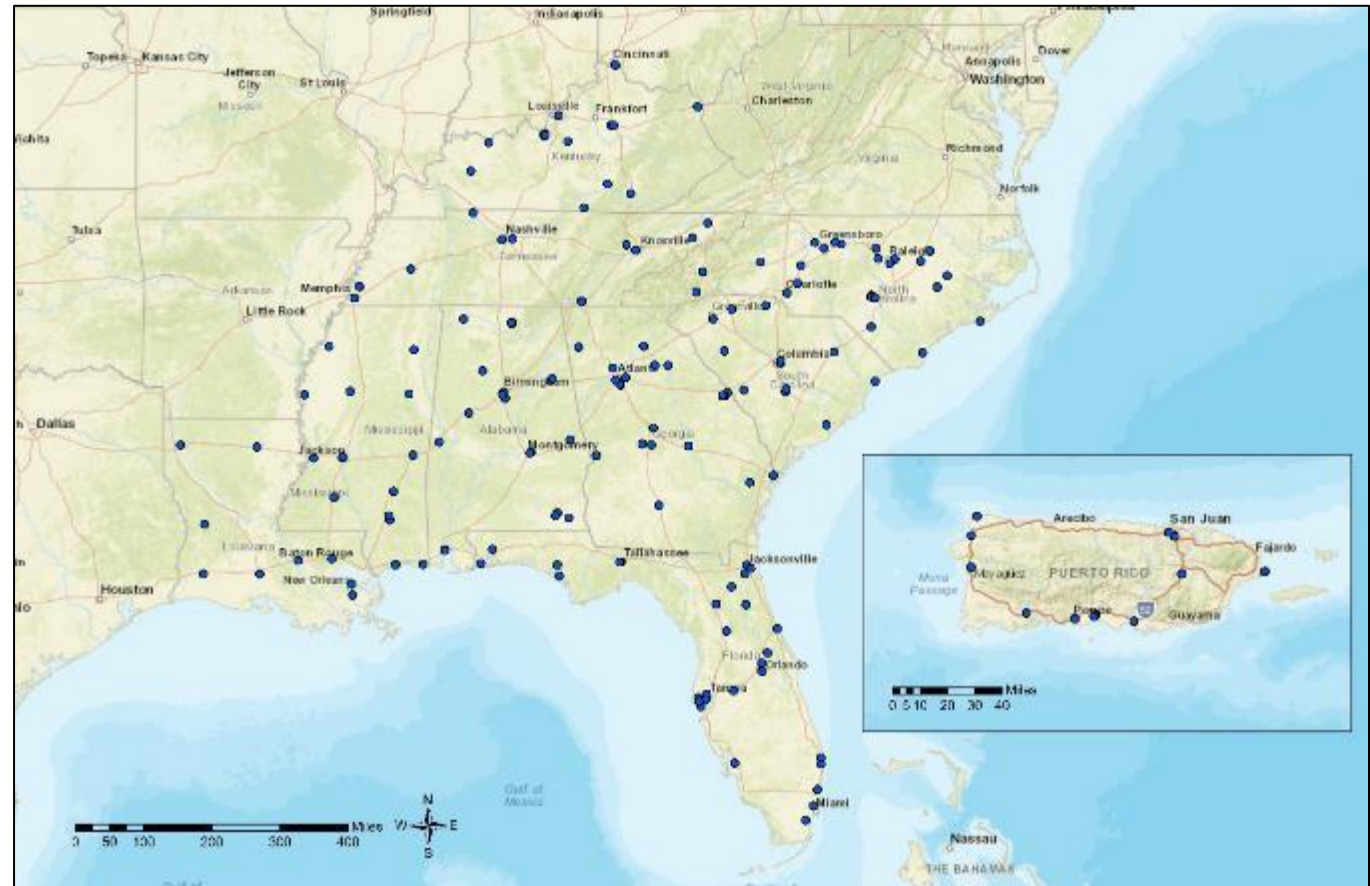 Springfield
Indianapolis
Philadelphia
Topeka
Kansas City
Cincinnati
Dover
Annapolis
Jefferson
City
St Louis
Washington
Missouri
West Virginia
Charleston
Louisville
Frankfort
Wichita
Kentucky
Virginia
Richmond
Norfolk
Tulsa
Nashville
Knoxville
Greensboro
Raleigh
Tennessee
Arkansas
Memphis
Charlotte
North
Carolina
Little Rock
Greenville
Columbia
South
Carolina
Atlanta
Birmingham
Dallas
Mississippi
Alabama
Georgia
Jackson
Montgomery
Mississippi
Louisiana
Baton Rouge
Tallahassee
Jacksonville
New Orleans
Houston
San Juan
Arecibo
Fajardo
Mona
Passage
Mayagüez
PUERTO RICO
Ponce
Guayama
Florida
Orlando
Tampa
Miles
0 5 10 20 30 40
Gulf of
Mexico
Miami
N
W E
S
Miles
0 50 100 200 300 400
Nassau
THE BAHAMAS